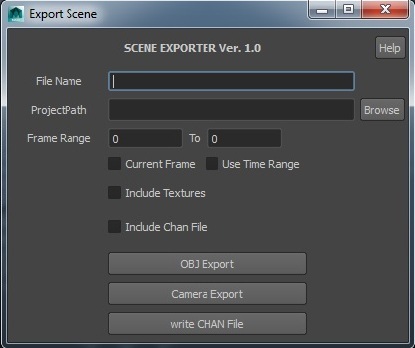 Export Scene
SCENE EXPORTER Ver. 1.0
Help
File Name
ProjectPath
Browse
Frame Range 0 To 0
Current Frame Use Time Range
Include Textures
Include Chan File
OBJ Export
Camera Export
write CHAN File